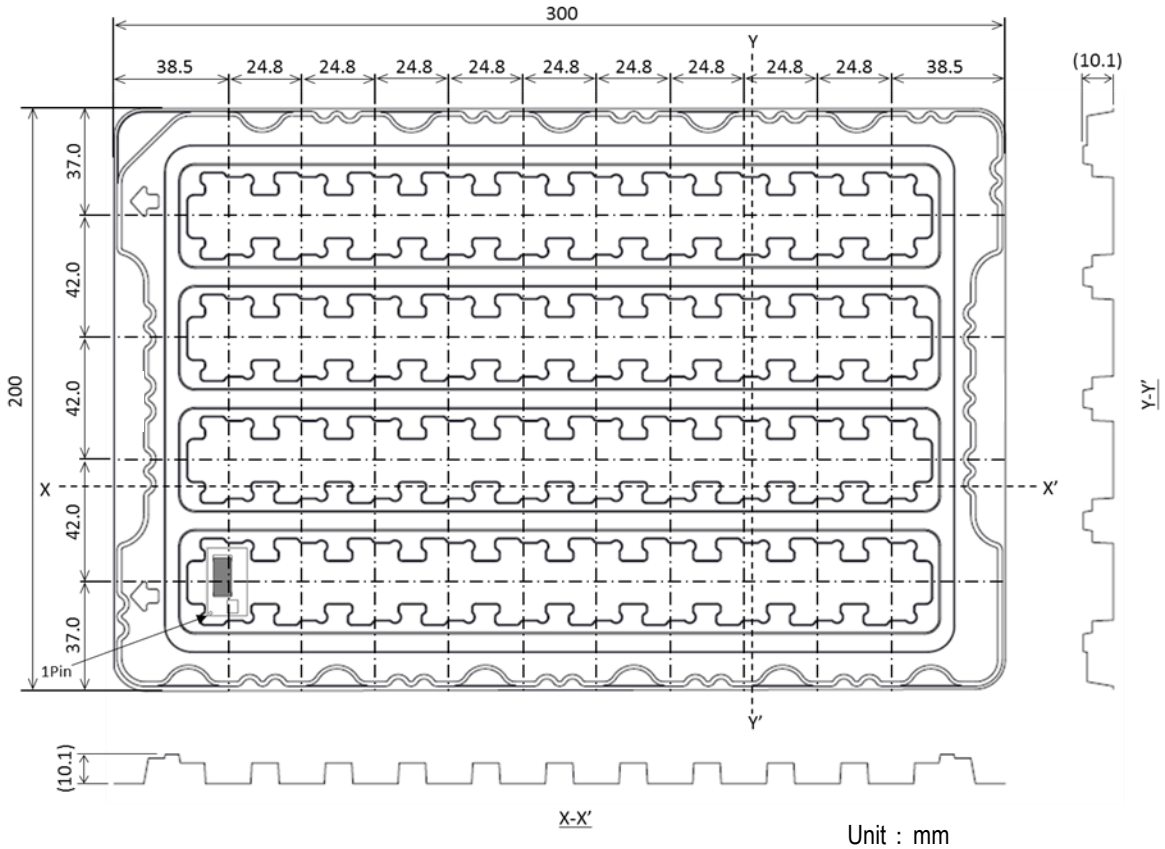 300
Y
38.5 24.8 24.8 24.8 24.8 24.8 24.8 24.8 24.8 24.8 38.5
(10.1)
37.0
42.0
42.0
42.0
37.0
200
X
X'
Y-Y'
1Pin
Y'
(10.1)
X-X'
Unit : mm